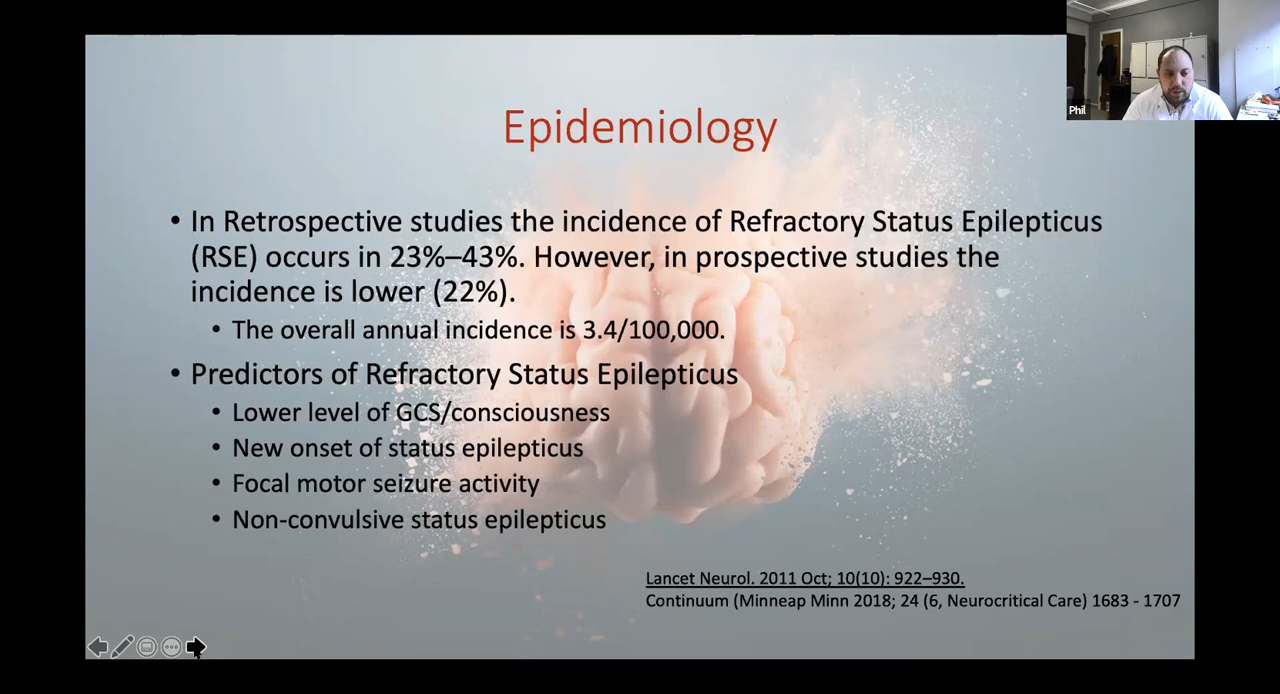 Phil
Epidemiology
• In Retrospective studies the incidence of Refractory Status Epilepticus
(RSE) occurs in 23%–43%. However, in prospective studies the
incidence is lower (22%).
• The overall annual incidence is 3.4/100,000.
• Predictors of Refractory Status Epilepticus
• Lower level of GCS/consciousness
• New onset of status epilepticus
• Focal motor seizure activity
• Non-convulsive status epilepticus
Lancet Neurol. 2011 Oct; 10(10): 922–930.
Continuum (Minneap Minn 2018; 24 (6, Neurocritical Care) 1683 - 1707